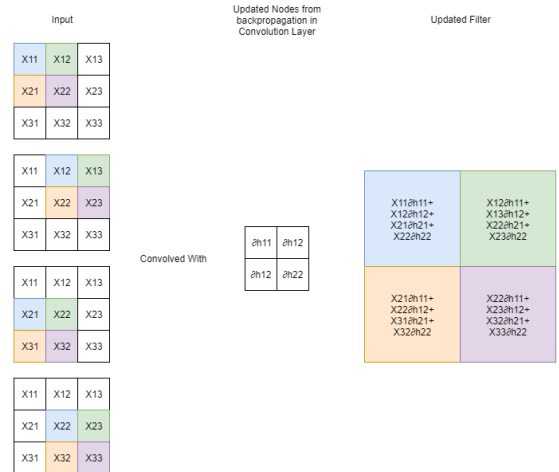 Input
Updated Nodes from
backpropagation in
Convolution Layer
Updated Filter
X11 X12 X13
X21 X22 X23
X31 X32 X33
X11 X12 X13
X21 X22 X23
X31 X32 X33
Convolved With
∂h11 ∂h12
∂h12 ∂h22
X11∂h11+
X12∂h12+
X21∂h21+
X22∂h22
X12∂h11+
X13∂h12+
X22∂h21+
X23∂h22
X21∂h11+
X22∂h12+
X31∂h21+
X32∂h22
X22∂h11+
X23∂h12+
X32∂h21+
X33∂h22
X11 X12 X13
X21 X22 X23
X31 X32 X33
X11 X12 X13
X21 X22 X23
X31 X32 X33